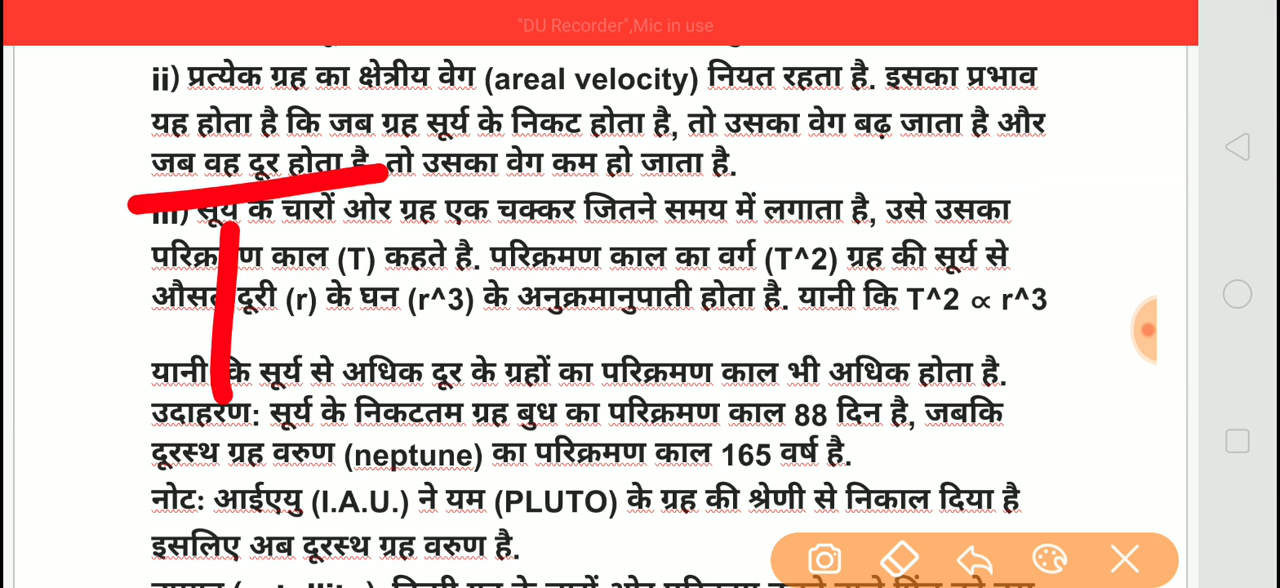 "DU Recorder",Mic in use
ii) प्रत्येक ग्रह का क्षेत्रीय वेग (areal velocity) नियत रहता है. इसका प्रभाव
यह होता है कि जब ग्रह सूर्य के निकट होता है, तो उसका वेग बढ़ जाता है और
जब वह दूर होता है, तो उसका वेग कम हो जाता है.
iii) सूर्य के चारों ओर ग्रह एक चक्कर जितने समय में लगाता है, उसे उसका
परिक्रमण काल (T) कहते है. परिक्रमण काल का वर्ग (T^2) ग्रह की सूर्य से
औसत दूरी (r) के घन (r^3) के अनुक्रमानुपाती होता है. यानी कि T^2 ∝ r^3
यानी कि सूर्य से अधिक दूर के ग्रहों का परिक्रमण काल भी अधिक होता है.
उदाहरण: सूर्य के निकटतम ग्रह बुध का परिक्रमण काल 88 दिन है, जबकि
दूरस्थ ग्रह वरुण (neptune) का परिक्रमण काल 165 वर्ष है.
नोट: आईएयु (I.A.U.) ने यम (PLUTO) के ग्रह की श्रेणी से निकाल दिया है
इसलिए अब दूरस्थ ग्रह वरुण है.